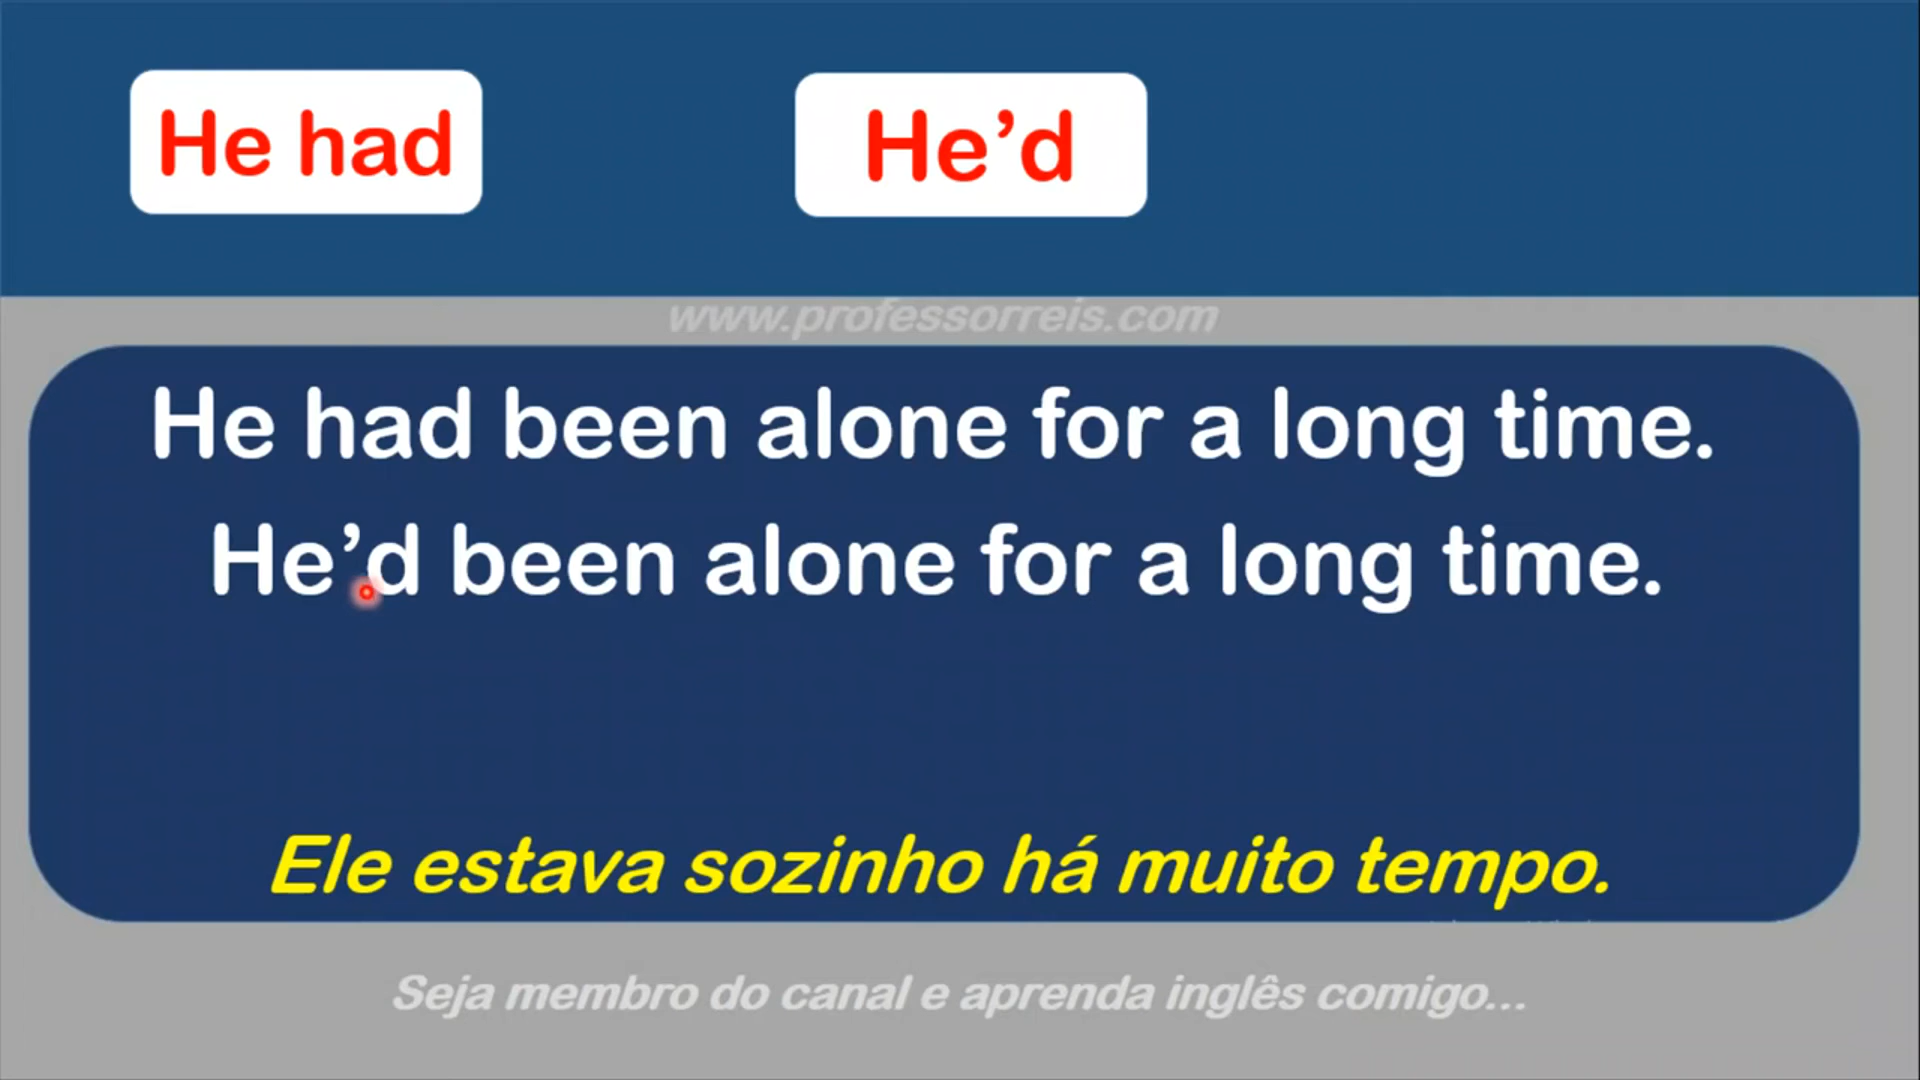 He had
He’d
www.professorreis.com
He had been alone for a long time.
He’d been alone for a long time.
Ele estava sozinho há muito tempo.
Seja membro do canal e aprenda inglês comigo...